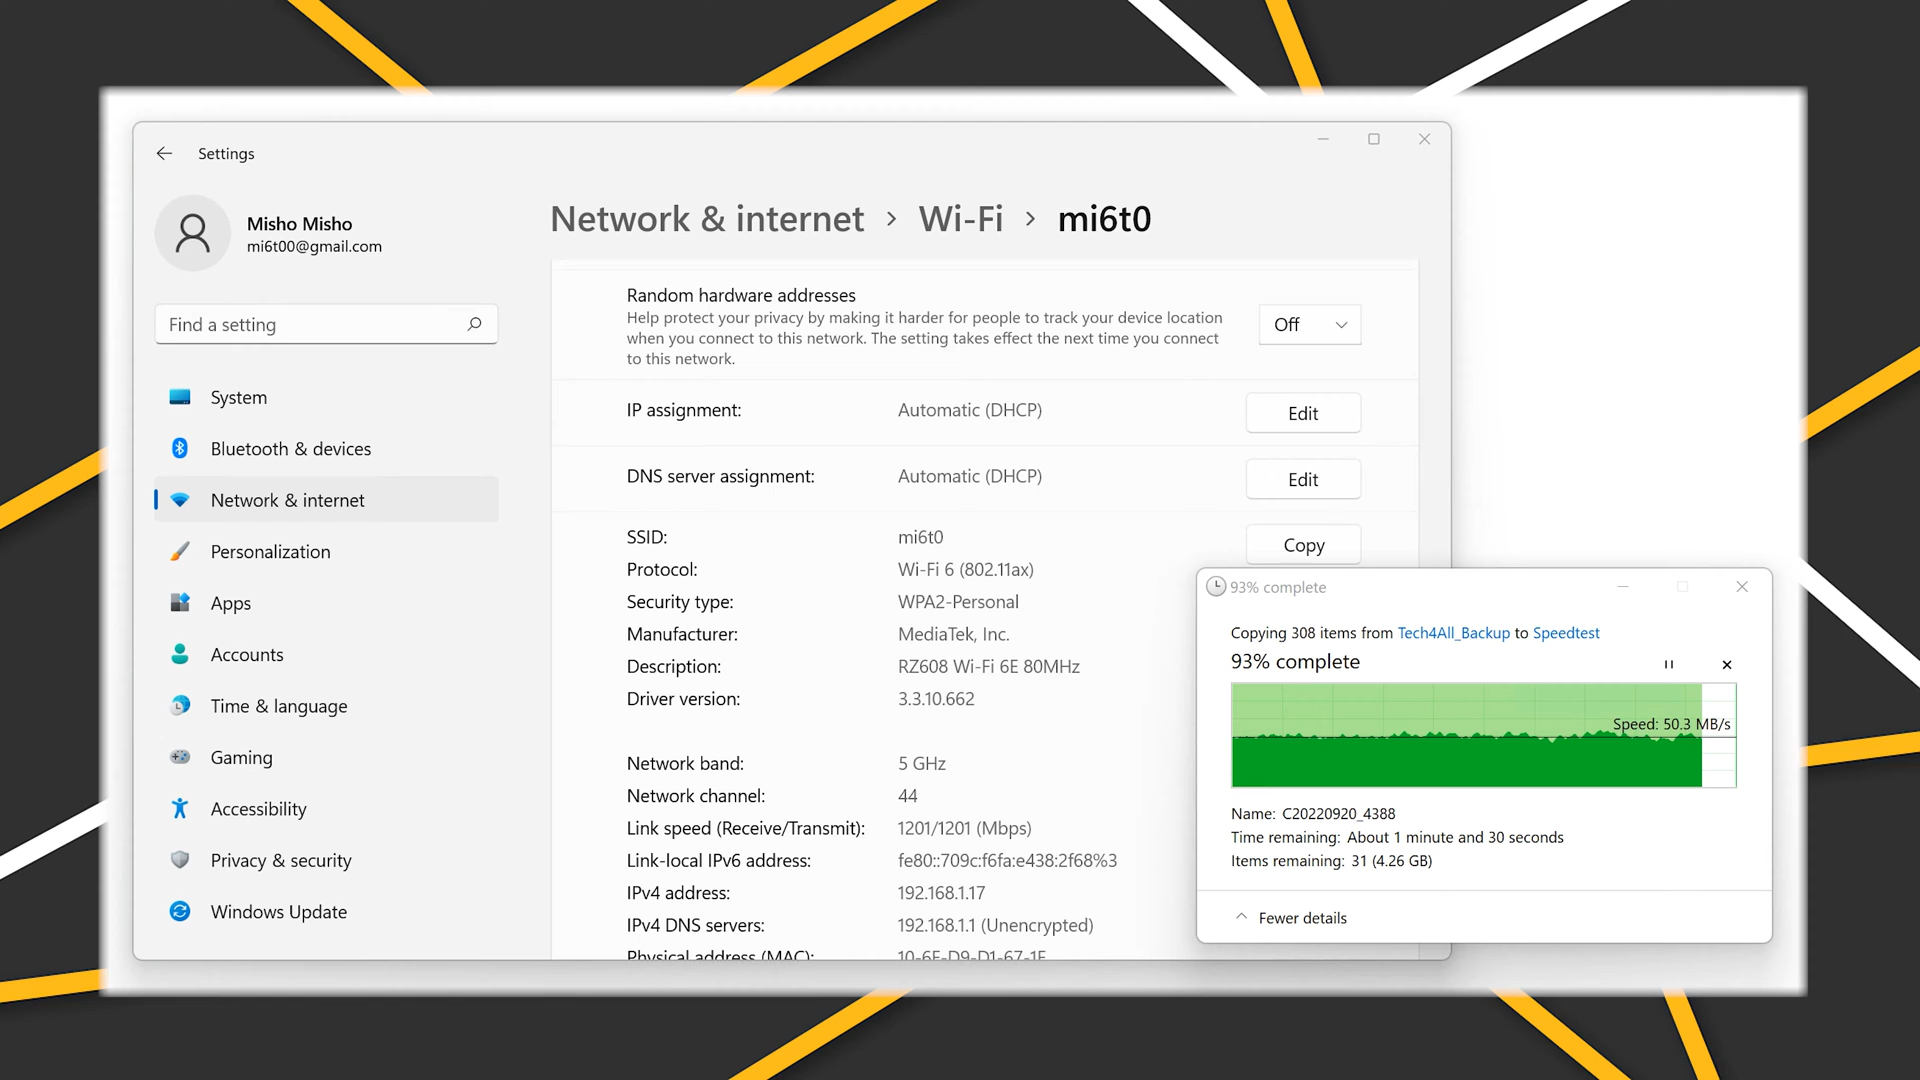 Settings
Misho Misho
mi6t00@gmail.com
Find a setting
System
Bluetooth & devices
Network & internet
Personalization
Apps
Accounts
Time & language
Gaming
Accessibility
Privacy & security
Windows Update
Network & internet > Wi-Fi > mi6t0
Random hardware addresses
Help protect your privacy by making it harder for people to track your device location
when you connect to this network. The setting takes effect the next time you connect
to this network.
Off
IP assignment: Automatic (DHCP) Edit
DNS server assignment: Automatic (DHCP) Edit
SSID: mi6t0 Copy
Protocol: Wi-Fi 6 (802.11ax)
Security type: WPA2-Personal
Manufacturer: MediaTek, Inc.
Description: RZ608 Wi-Fi 6E 80MHz
Driver version: 3.3.10.662
Network band: 5 GHz
Network channel: 44
Link speed (Receive/Transmit): 1201/1201 (Mbps)
Link-local IPv6 address: fe80::709c:f6fa:e438:2f68%3
IPv4 address: 192.168.1.17
IPv4 DNS servers: 192.168.1.1 (Unencrypted)
Physical address (MAC): 10-6F-D9-D1-67-1F
93% complete
Copying 308 items from Tech4All_Backup to Speedtest
93% complete
Speed: 50.3 MB/s
Name: C20220920_4388
Time remaining: About 1 minute and 30 seconds
Items remaining: 31 (4.26 GB)
Fewer details